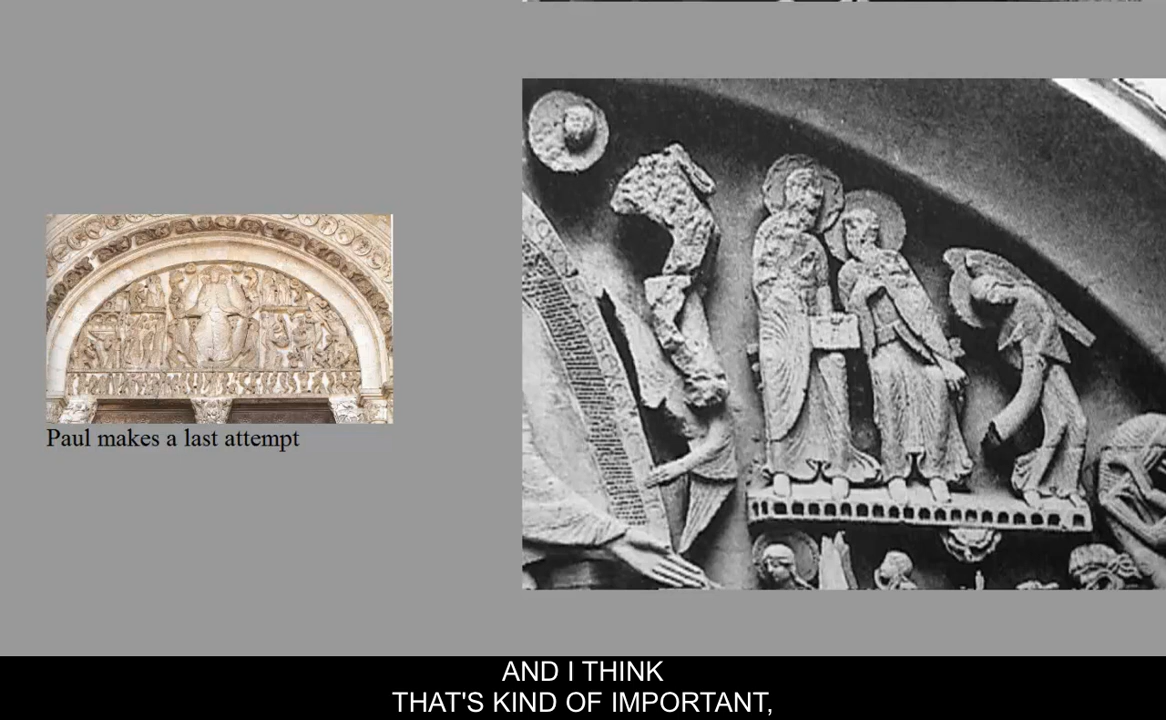 Paul makes a last attempt
AND I THINK
THAT'S KIND OF IMPORTANT,